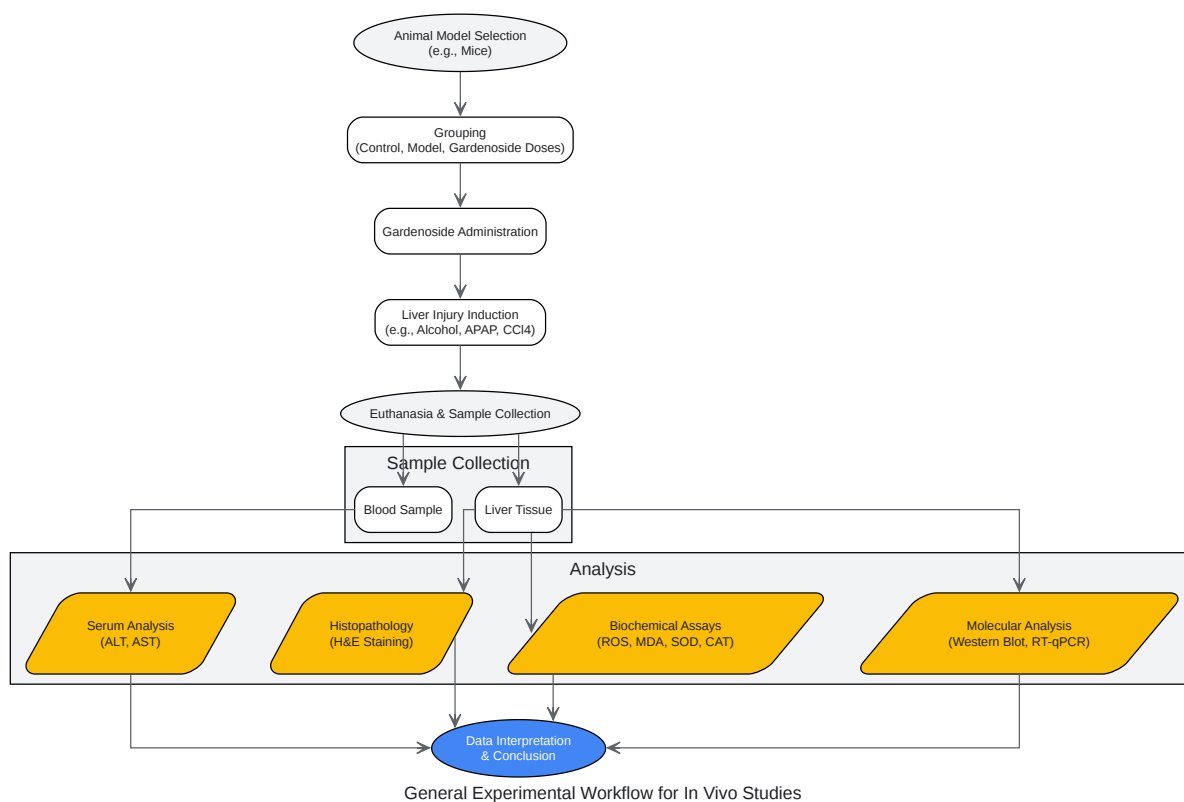 Animal Model Selection
(e.g., Mice)
Grouping
(Control, Model, Gardenoside Doses)
Gardenoside Administration
Liver Injury Induction
(e.g., Alcohol, APAP, CCl4)
Euthanasia & Sample Collection
Sample Collection
Blood Sample
Liver Tissue
Analysis
Serum Analysis
(ALT, AST)
Histopathology
(H&E Staining)
Biochemical Assays
(ROS, MDA, SOD, CAT)
Molecular Analysis
(Western Blot, RT-qPCR)
Data Interpretation
& Conclusion
General Experimental Workflow for In Vivo Studies